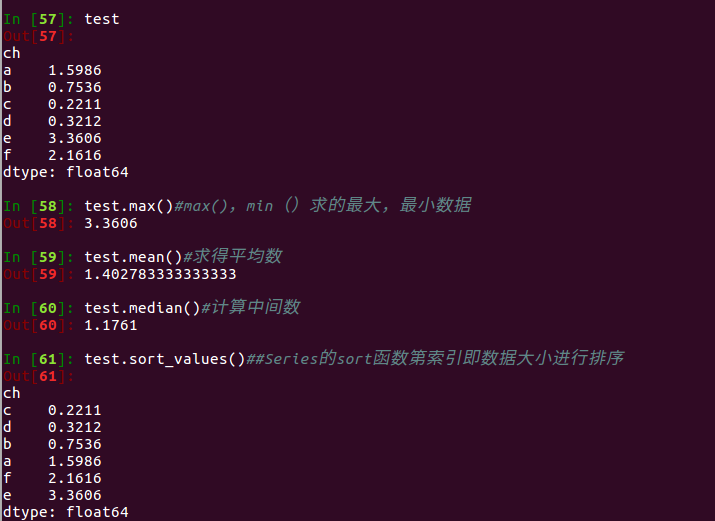 In [57]: test
Out[57]:
ch
a    1.5986
b    0.7536
c    0.2211
d    0.3212
e    3.3606
f    2.1616
dtype: float64
In [58]: test.max()#max(), min（）求的最大，最小数据
Out[58]: 3.3606
In [59]: test.mean()#求得平均数
Out[59]: 1.402783333333333
In [60]: test.median()#计算中间数
Out[60]: 1.1761
In [61]: test.sort_values()##Series的sort函数第索引即数据大小进行排序
Out[61]:
ch
c    0.2211
d    0.3212
b    0.7536
a    1.5986
f    2.1616
e    3.3606
dtype: float64